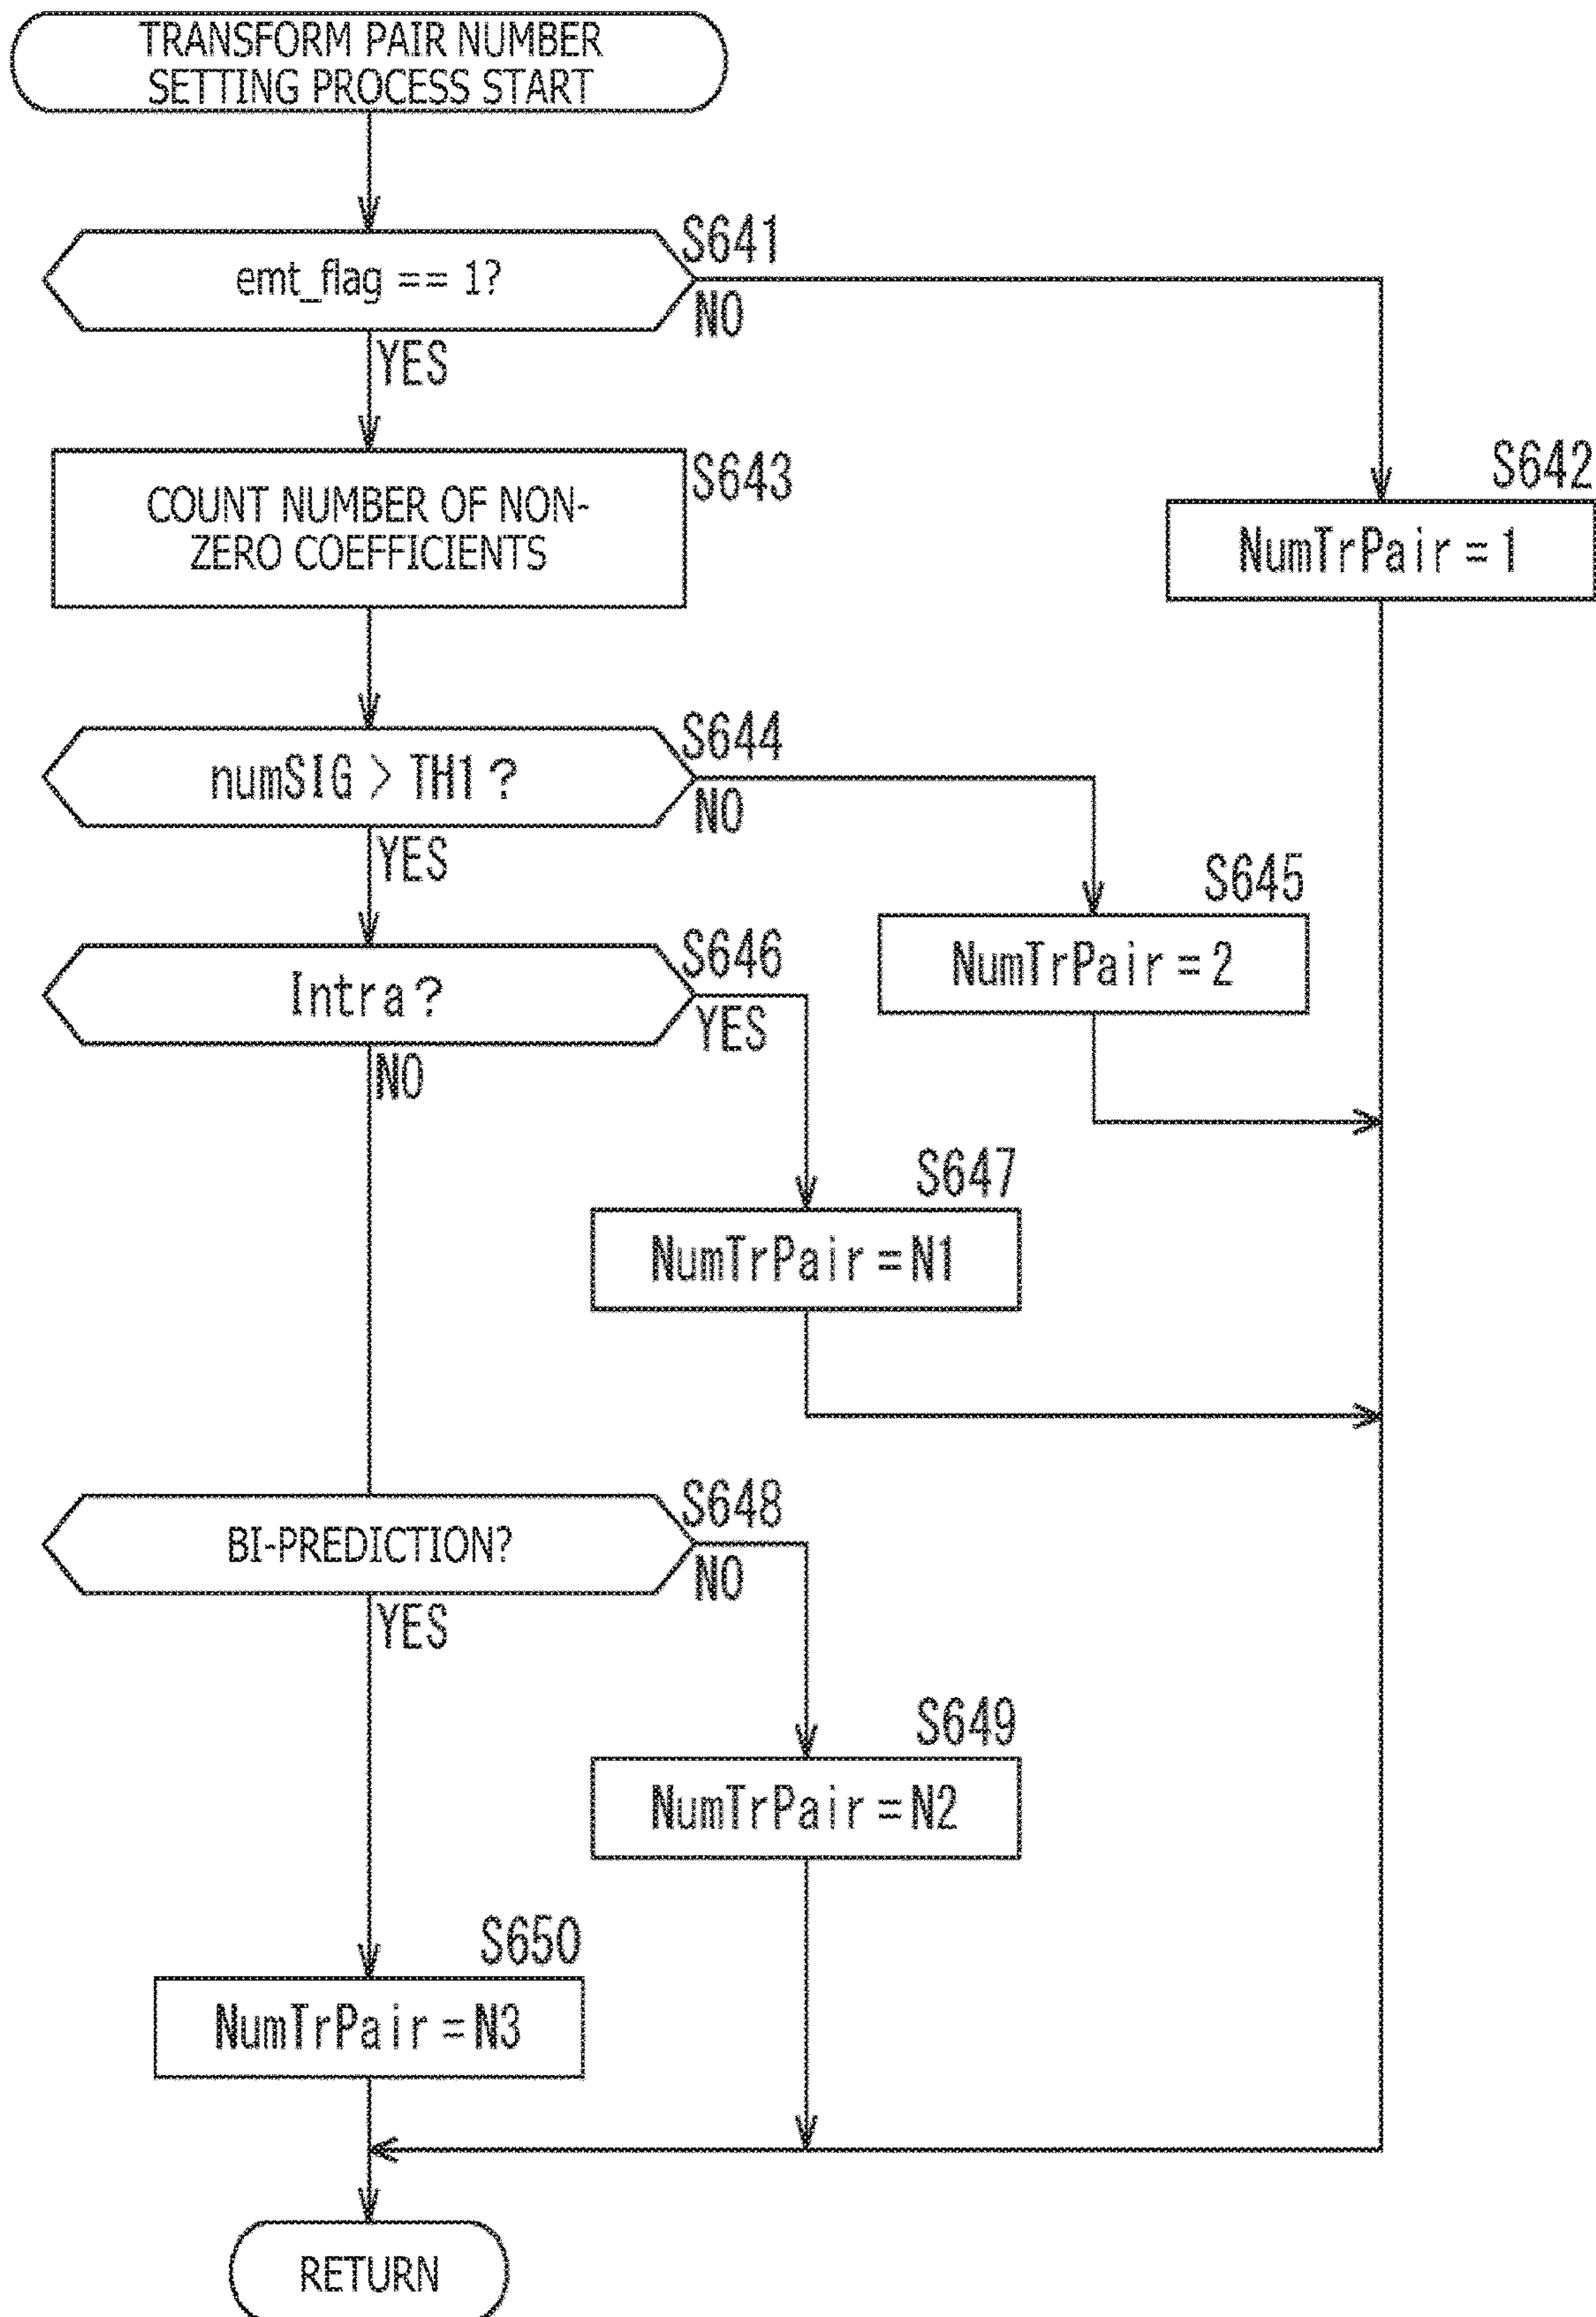 TRANSFORM PAIR NUMBER
SETTING PROCESS START
S641
emt_flag == 1?
NO
YES
S642
NumTrPair = 1
S643
COUNT NUMBER OF NON-
ZERO COEFFICIENTS
S644
numSIG > TH1 ?
NO
YES
S645
NumTrPair = 2
S646
Intra ?
YES
NO
S647
NumTrPair = N1
S648
BI-PREDICTION?
NO
YES
S649
NumTrPair = N2
S650
NumTrPair = N3
RETURN